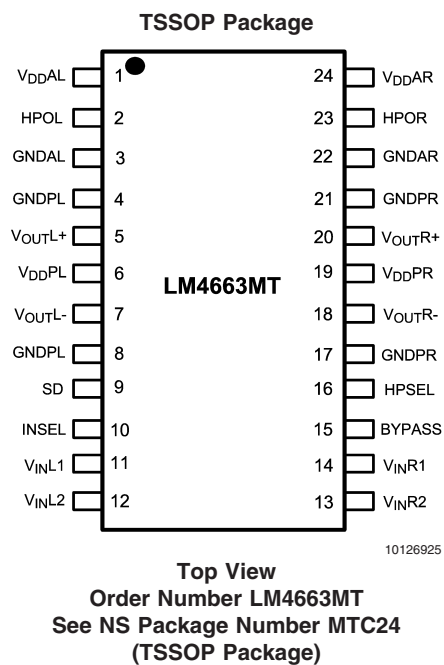 TSSOP Package
VDDAL 1 24 VDDAR
HPOL 2 23 HPOR
GNDAL 3 22 GNDAR
GNDPL 4 21 GNDPR
VOUTL+ 5 20 VOUTR+
VDDPL 6 19 VDDPR
LM4663MT
VOUTL- 7 18 VOUTR-
GNDPL 8 17 GNDPR
SD 9 16 HPSEL
INSEL 10 15 BYPASS
VINL1 11 14 VINR1
VINL2 12 13 VINR2
10126925
Top View
Order Number LM4663MT
See NS Package Number MTC24
(TSSOP Package)